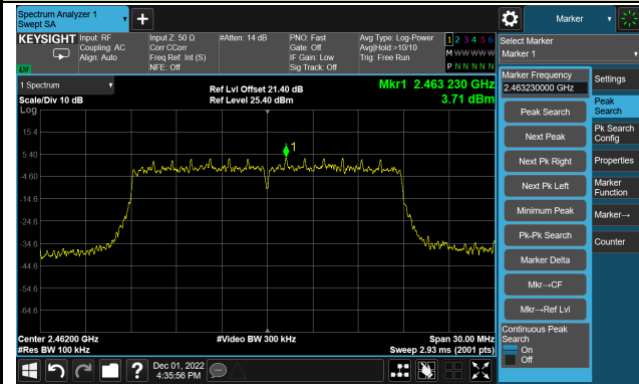 Spectrum Analyzer 1
Swept SA
Marker
KEYSIGHT
Input: RF
Coupling: AC
Align: Auto
Input Z: 50 Ω
Corr CCorr
Freq Ref: Int (S)
NFE: Off
#Atten: 14 dB
PNO: Fast
Gate: Off
IF Gain: Low
Sig Track: Off
Avg Type: Log-Power
Avg|Hold:>10/10
Trig: Free Run
1 2 3 4 5 6
M W W W W W
P N N N N N
Select Marker
Marker 1
1 Spectrum
Scale/Div 10 dB
Log
Ref Lvl Offset 21.40 dB
Ref Level 25.40 dBm
Mkr1 2.463 230 GHz
3.71 dBm
15.4
5.40
-4.60
-14.6
-24.6
-34.6
-44.6
-54.6
-64.6
1
Center 2.46200 GHz
#Res BW 100 kHz
#Video BW 300 kHz
Span 30.00 MHz
Sweep 2.93 ms (2001 pts)
Marker Frequency
2.463230000 GHz
Peak Search
Next Peak
Next Pk Right
Next Pk Left
Minimum Peak
Pk-Pk Search
Marker Delta
Mkr→CF
Mkr→Ref Lvl
Continuous Peak
Search
On
Off
Settings
Peak
Search
Pk Search
Config
Properties
Marker
Function
Marker→
Counter
Dec 01, 2022
4:35:56 PM